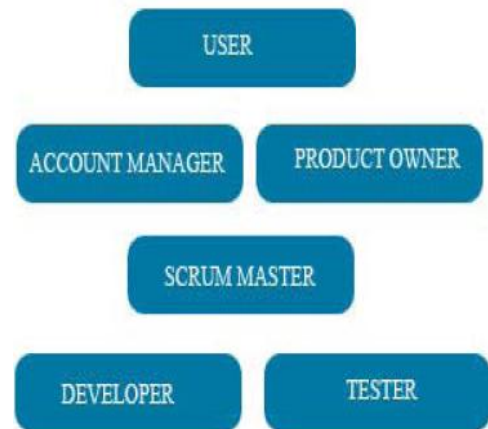 USER
ACCOUNT MANAGER
PRODUCT OWNER
SCRUM MASTER
DEVELOPER
TESTER